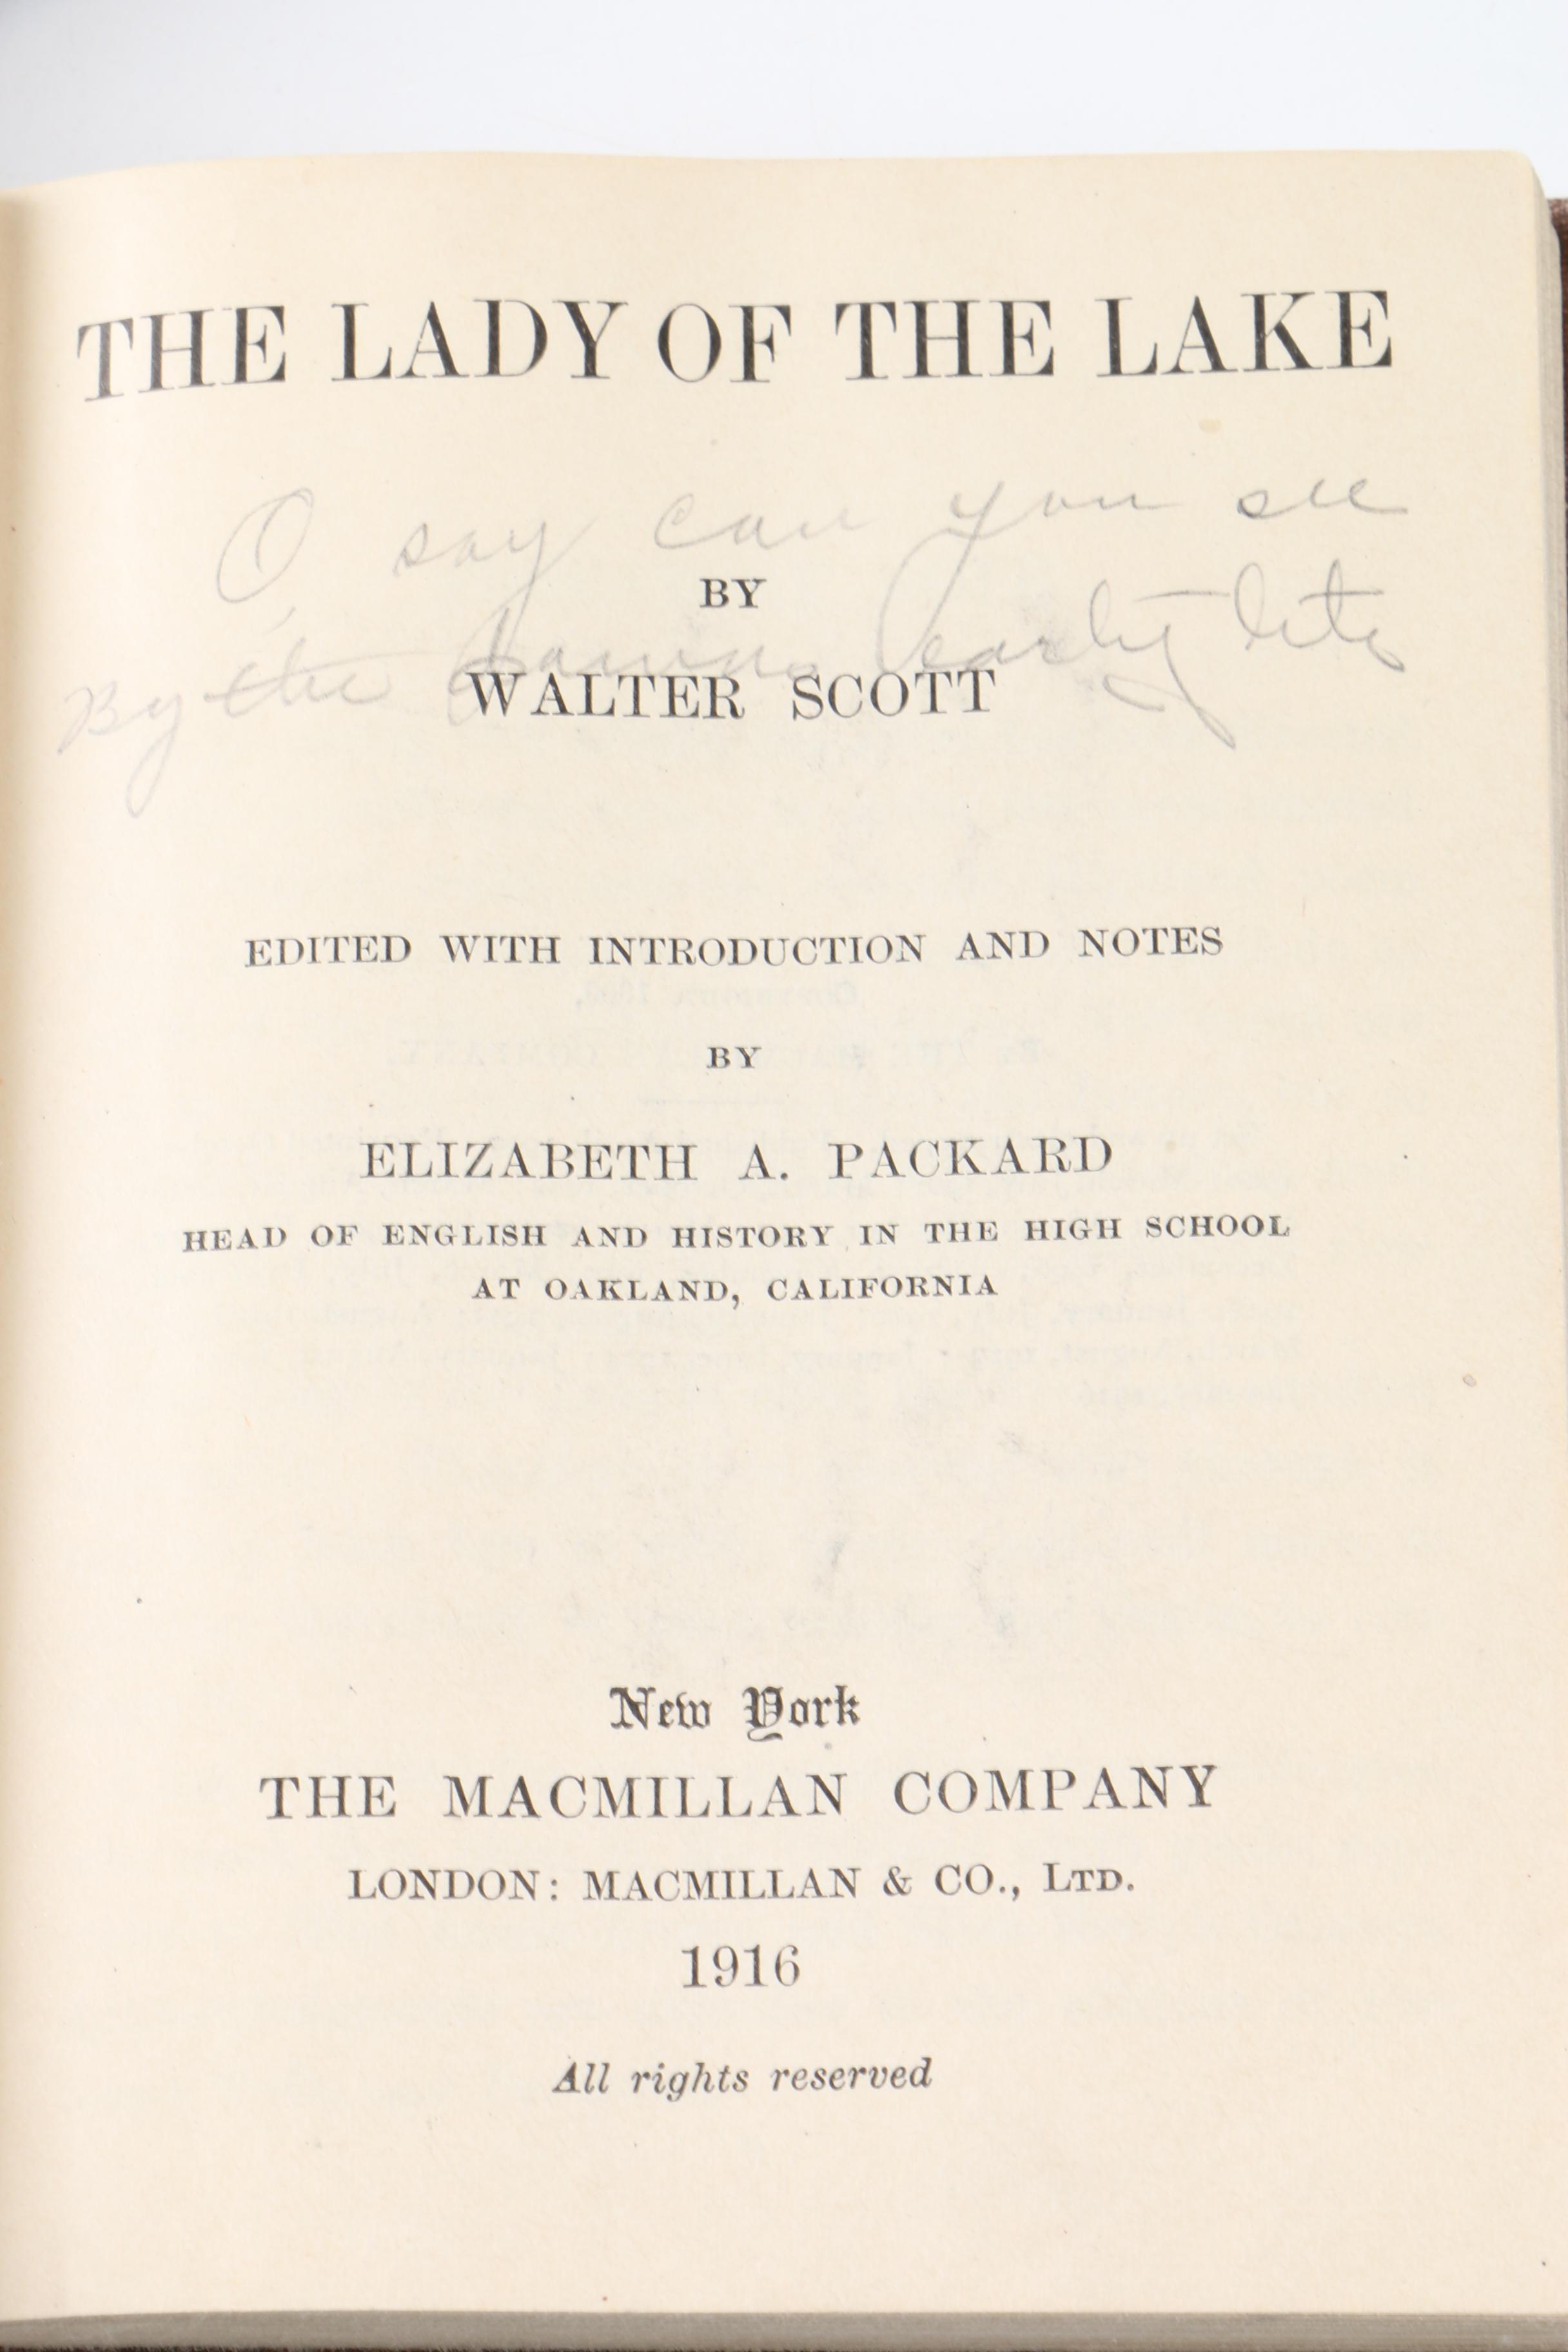 THE LADY OF THE LAKE
O say can you see
BY
By the early lite
WALTER SCOTT
EDITED WITH INTRODUCTION AND NOTES
BY
ELIZABETH A. PACKARD
HEAD OF ENGLISH AND HISTORY IN THE HIGH SCHOOL
AT OAKLAND, CALIFORNIA
New York
THE MACMILLAN COMPANY
LONDON: MACMILLAN & CO., LTD.
1916
All rights reserved